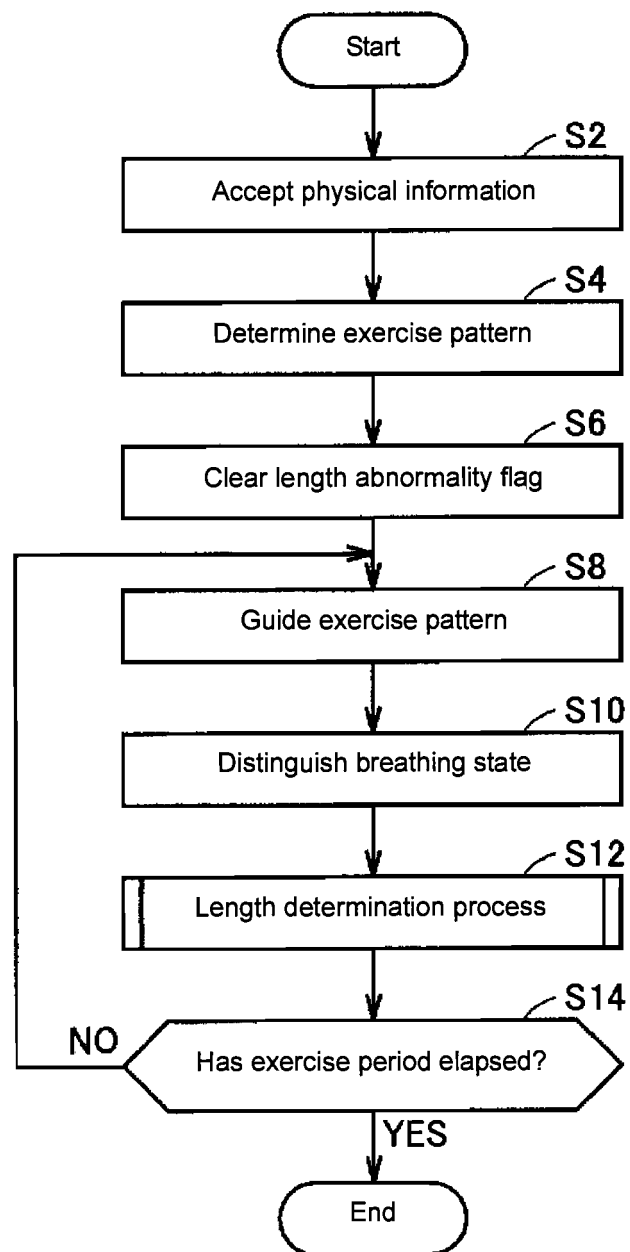 Start
S2
Accept physical information
S4
Determine exercise pattern
S6
Clear length abnormality flag
S8
Guide exercise pattern
S10
Distinguish breathing state
S12
Length determination process
S14
NO
Has exercise period elapsed?
YES
End